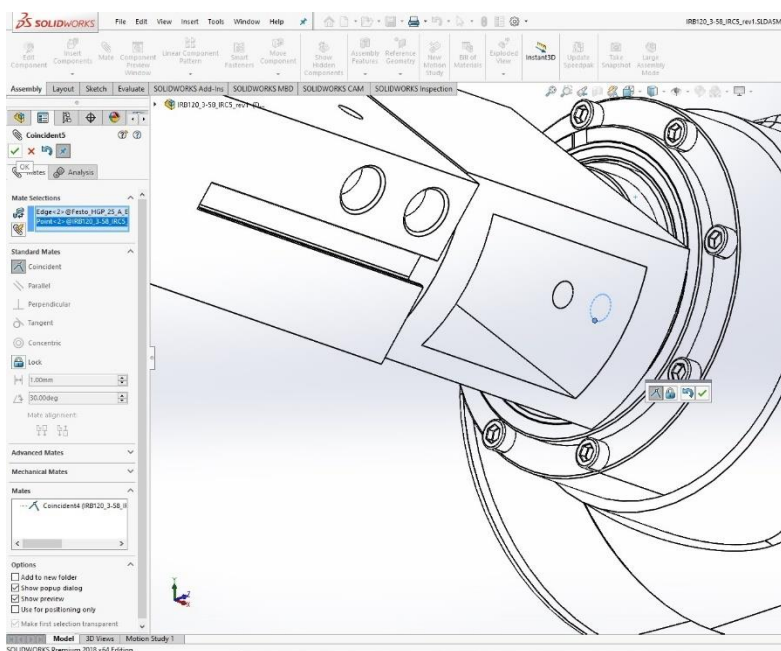 SOLIDWORKS File Edit View Insert Tools Window Help IRB120_3-58_IRC5_rev1.SLDASM
Edit Component
Insert Components
Mate
Component Preview Window
Linear Component Pattern
Smart Fasteners
Move Component
Show Hidden Components
Assembly Features
Reference Geometry
New Motion Study
Bill of Materials
Exploded View
Instant3D
Update Speedpak
Take Snapshot
Large Assembly Mode
Assembly Layout Sketch Evaluate SOLIDWORKS Add-Ins SOLIDWORKS MBD SOLIDWORKS CAM SOLIDWORKS Inspection
IRB120_3-58_IRC5_rev1
Coincident5
OK
Analysis
Mate Selections
Edge<2>@Festo_HGP_25_A_E
Point<2>@IRB120_3-58_IRC5
Standard Mates
Coincident
Parallel
Perpendicular
Tangent
Concentric
Lock
1.00mm
30.00deg
Mate alignment:
Advanced Mates
Mechanical Mates
Mates
Coincident4 (IRB120_3-58_I
Options
Add to new folder
Show popup dialog
Show preview
Use for positioning only
Make first selection transparent
Y
Z
Model 3D Views Motion Study 1
SOLIDWORKS Premium 2018 x64 Edition